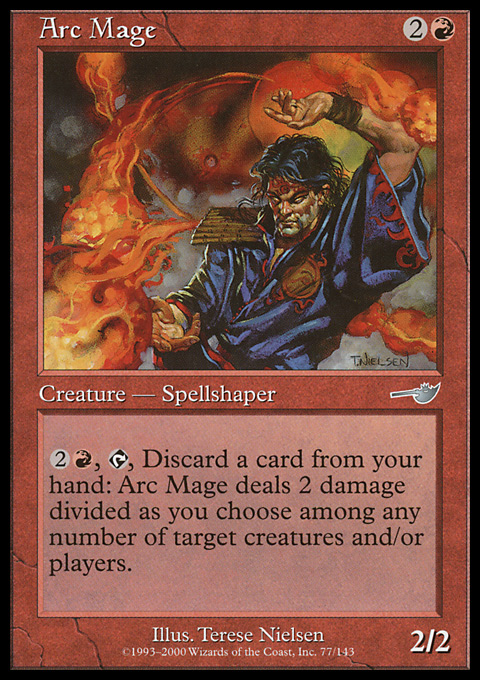 Arc Mage 2
T. NIELSEN
Creature — Spellshaper
2, , Discard a card from your
hand: Arc Mage deals 2 damage
divided as you choose among any
number of target creatures and/or
players.
Illus. Terese Nielsen
©1993–2000 Wizards of the Coast, Inc. 77/143
2/2